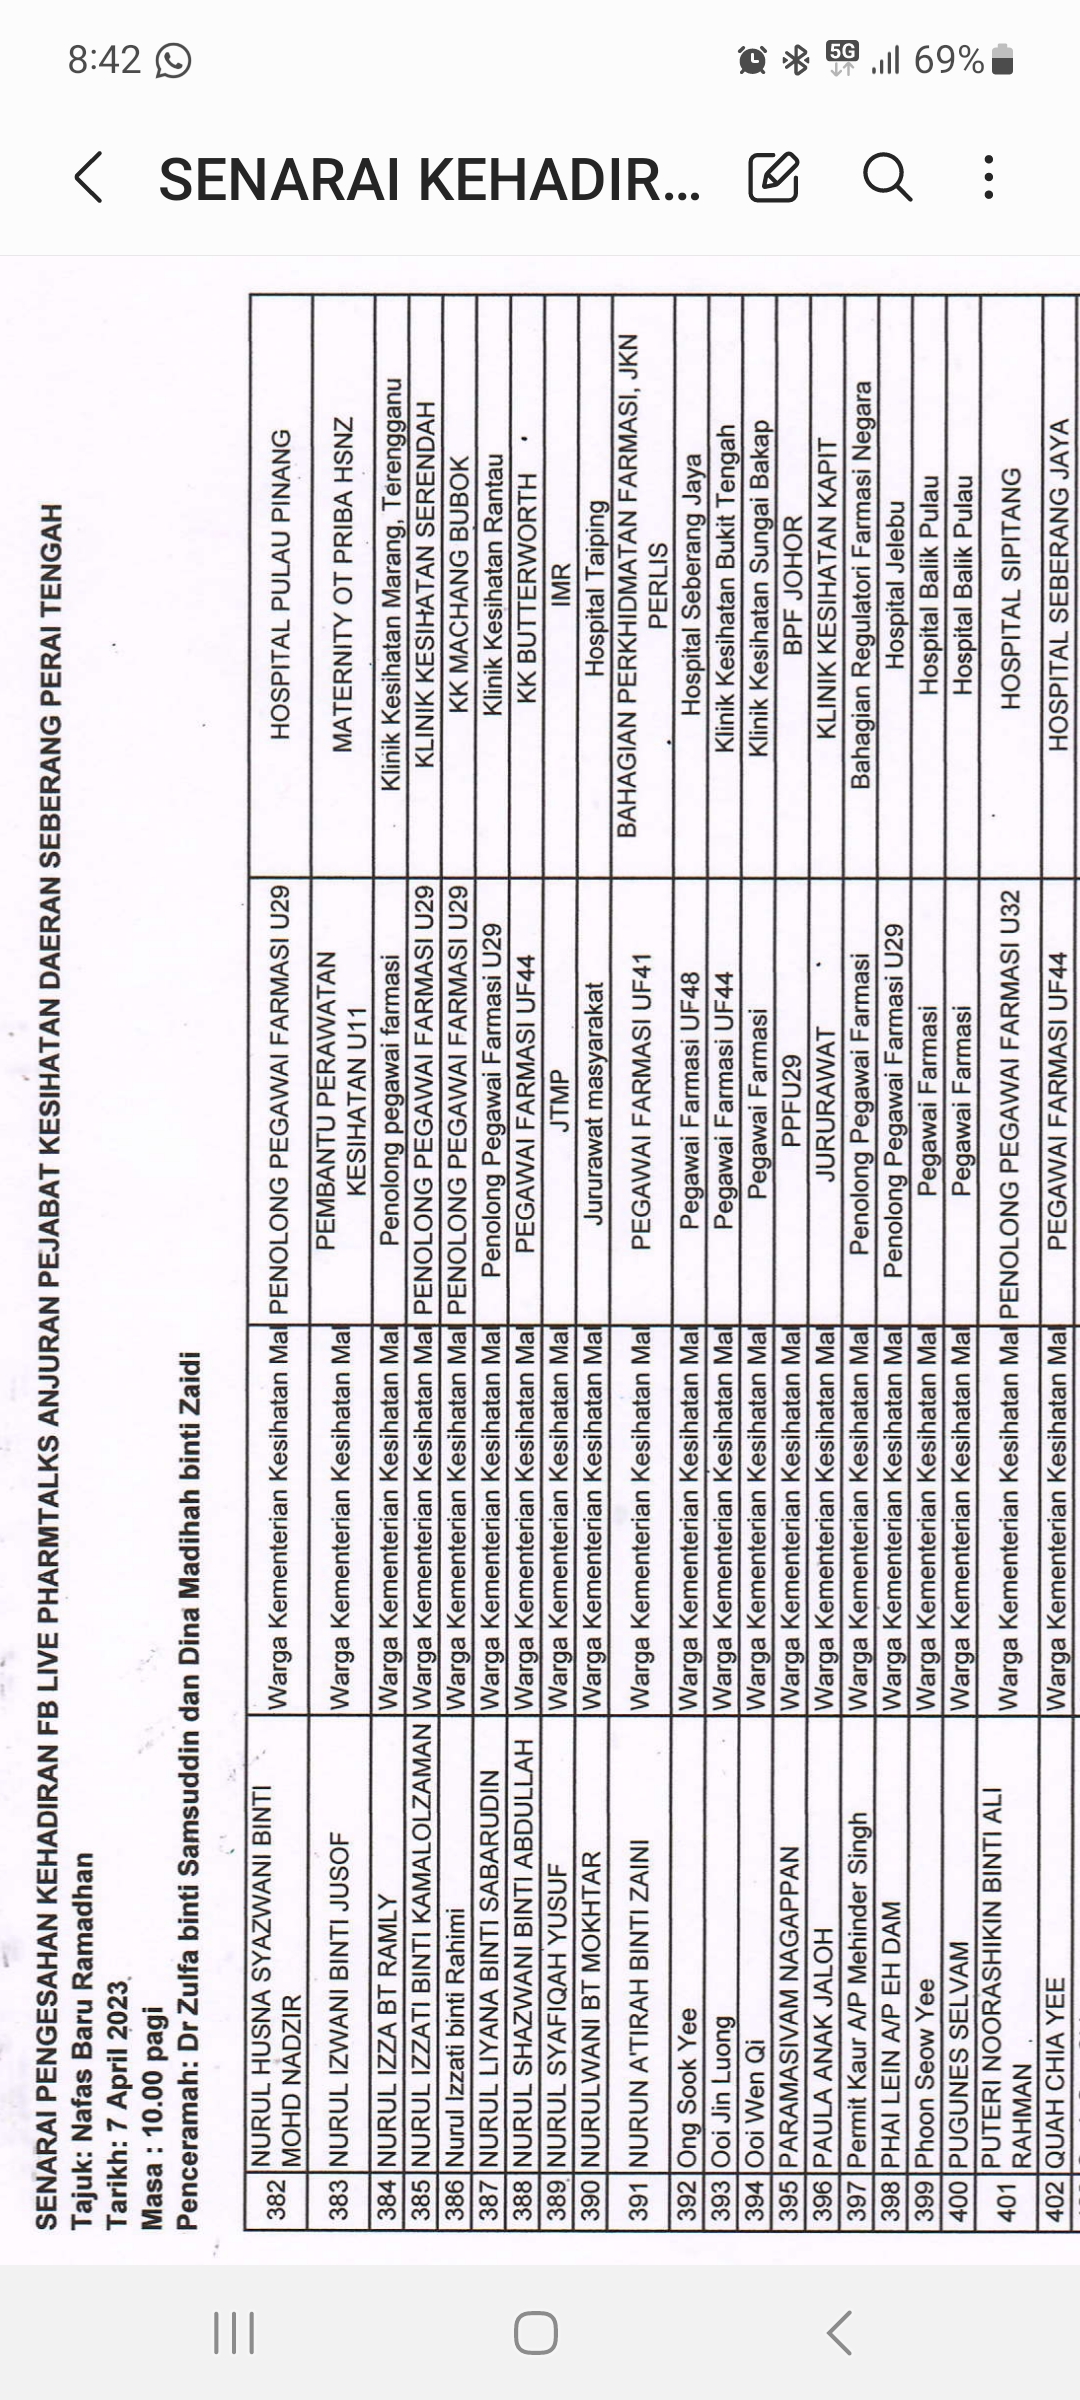 SENARAI PENGESAHAN KEHADIRAN FB LIVE PHARMTALKS ANJURAN PEJABAT KESIHATAN DAERAN SEBERANG PERAI TENGAH
Tajuk: Nafas Baru Ramadhan
Tarikh: 7 April 2023
Masa : 10.00 pagi
Penceramah: Dr Zulfa binti Samsuddin dan Dina Madihah binti Zaidi
382 NURUL HUSNA SYAZWANI BINTI MOHD NADZIR Warga Kementerian Kesihatan Mal PENOLONG PEGAWAI FARMASI U29 HOSPITAL PULAU PINANG
383 NURUL IZWANI BINTI JUSOF Warga Kementerian Kesihatan Mal PEMBANTU PERAWATAN KESIHATAN U11 MATERNITY OT PRIBA HSNZ
384 NURUL IZZA BT RAMLY Warga Kementerian Kesihatan Mal Penolong pegawai farmasi Klinik Kesihatan Marang, Terengganu
385 NURUL IZZATI BINTI KAMALOLZAMAN Warga Kementerian Kesihatan Mal PENOLONG PEGAWAI FARMASI U29 KLINIK KESIHATAN SERENDAH
386 Nurul Izzati binti Rahimi Warga Kementerian Kesihatan Mal PENOLONG PEGAWAI FARMASI U29 KK MACHANG BUBOK
387 NURUL LIYANA BINTI SABARUDIN Warga Kementerian Kesihatan Mal Penolong Pegawai Farmasi U29 Klinik Kesihatan Rantau
388 NURUL SHAZWANI BINTI ABDULLAH Warga Kementerian Kesihatan Mal PEGAWAI FARMASI UF44 KK BUTTERWORTH
389 NURUL SYAFIQAH YUSUF Warga Kementerian Kesihatan Mal JTMP IMR
390 NURULWANI BT MOKHTAR Warga Kementerian Kesihatan Mal Jururawat masyarakat Hospital Taiping
391 NURUN A'TIRAH BINTI ZAINI Warga Kementerian Kesihatan Mal PEGAWAI FARMASI UF41 BAHAGIAN PERKHIDMATAN FARMASI, JKN PERLIS
392 Ong Sook Yee Warga Kementerian Kesihatan Mal Pegawai Farmasi UF48 Hospital Seberang Jaya
393 Ooi Jin Luong Warga Kementerian Kesihatan Mal Pegawai Farmasi UF44 Klinik Kesihatan Bukit Tengah
394 Ooi Wen Qi Warga Kementerian Kesihatan Mal Pegawai Farmasi Klinik Kesihatan Sungai Bakap
395 PARAMASIVAM NAGAPPAN Warga Kementerian Kesihatan Mal PPFU29 BPF JOHOR
396 PAULA ANAK JALOH Warga Kementerian Kesihatan Mal JURURAWAT KLINIK KESIHATAN KAPIT
397 Permit Kaur A/P Mehinder Singh Warga Kementerian Kesihatan Mal Penolong Pegawai Farmasi Bahagian Regulatori Farmasi Negara
398 PHAI LEIN A/P EH DAM Warga Kementerian Kesihatan Mal Penolong Pegawai Farmasi U29 Hospital Jelebu
399 Phoon Seow Yee Warga Kementerian Kesihatan Mal Pegawai Farmasi Hospital Balik Pulau
400 PUGUNES SELVAM Warga Kementerian Kesihatan Mal Pegawai Farmasi Hospital Balik Pulau
401 PUTERI NOORASHIKIN BINTI ALI RAHMAN Warga Kementerian Kesihatan Mal PENOLONG PEGAWAI FARMASI U32 HOSPITAL SIPITANG
402 QUAH CHIA YEE Warga Kementerian Kesihatan Mal PEGAWAI FARMASI UF44 HOSPITAL SEBERANG JAYA
SENARAI KEHADIR...
8:42
5G 69%